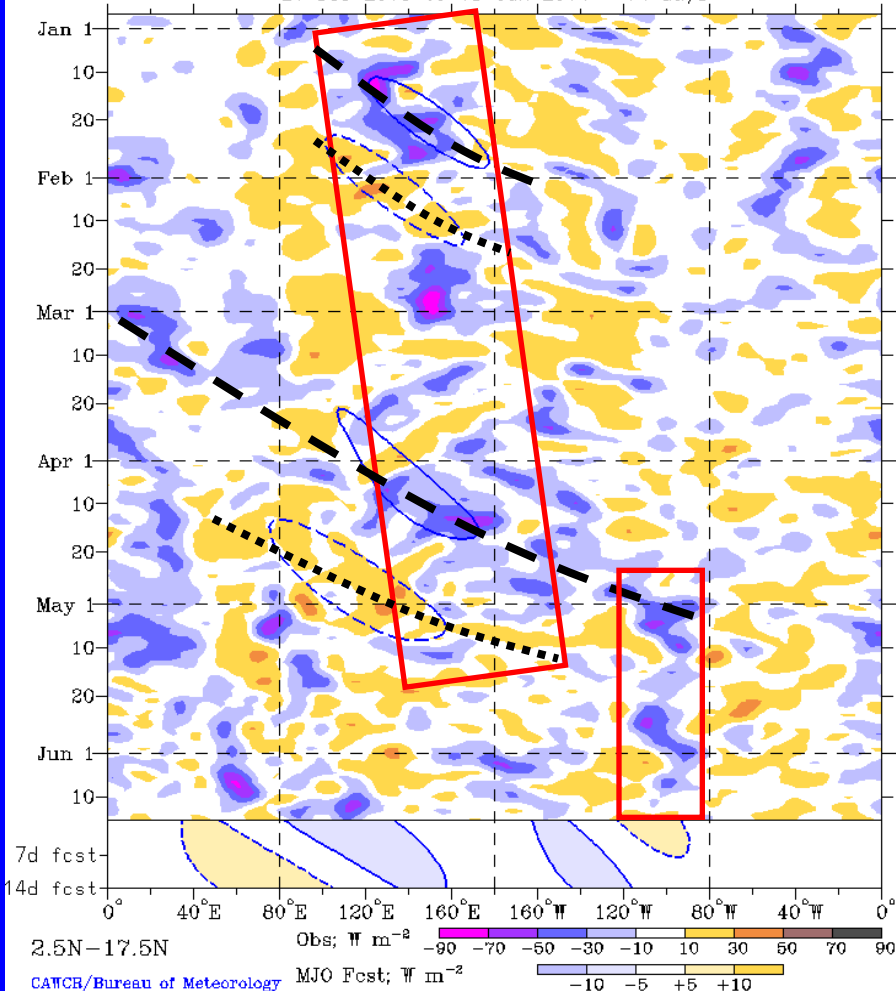 Jan 1
10
20
Feb 1
10
20
Mar 1
10
20
Apr 1
10
20
May 1
10
20
Jun 1
10
7d fcst
14d fcst
0° 40°E 80°E 120°E 160°E 160°W 120°W 80°W 40°W 0°
2.5N-17.5N
Obs; W m⁻²
-90 -70 -50 -30 -10 10 30 50 70 90
CAWCR/Bureau of Meteorology
MJO Fcst; W m⁻²
-10 -5 +5 +10